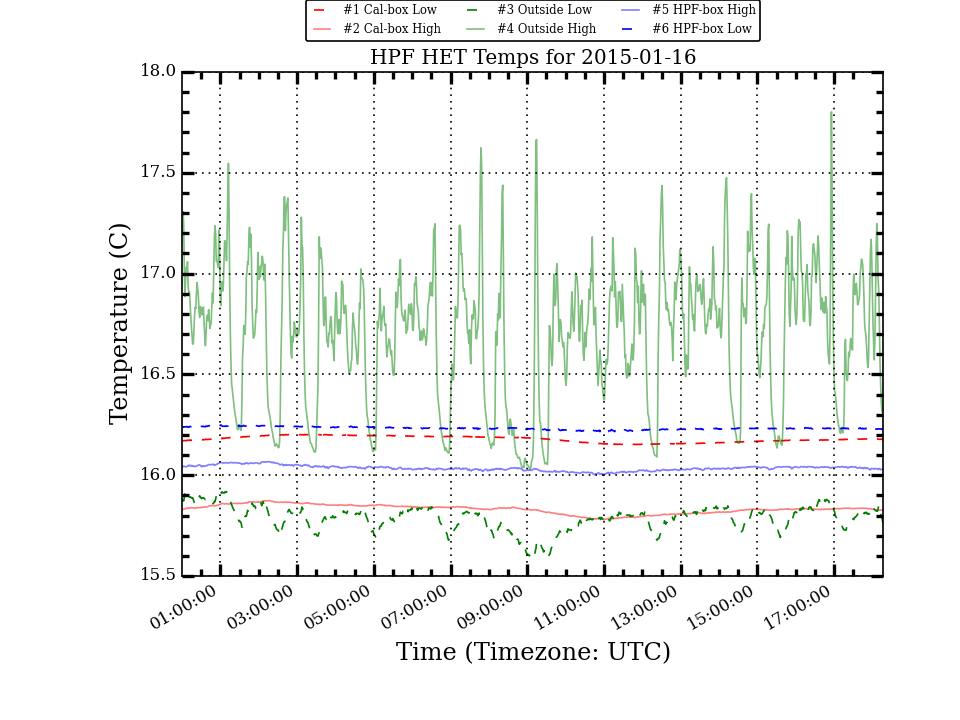 #1 Cal-box Low #3 Outside Low #5 HPF-box High
#2 Cal-box High #4 Outside High #6 HPF-box Low
HPF HET Temps for 2015-01-16
18.0
17.5
17.0
16.5
16.0
15.5
Temperature (C)
01:00:00 03:00:00 05:00:00 07:00:00 09:00:00 11:00:00 13:00:00 15:00:00 17:00:00
Time (Timezone: UTC)